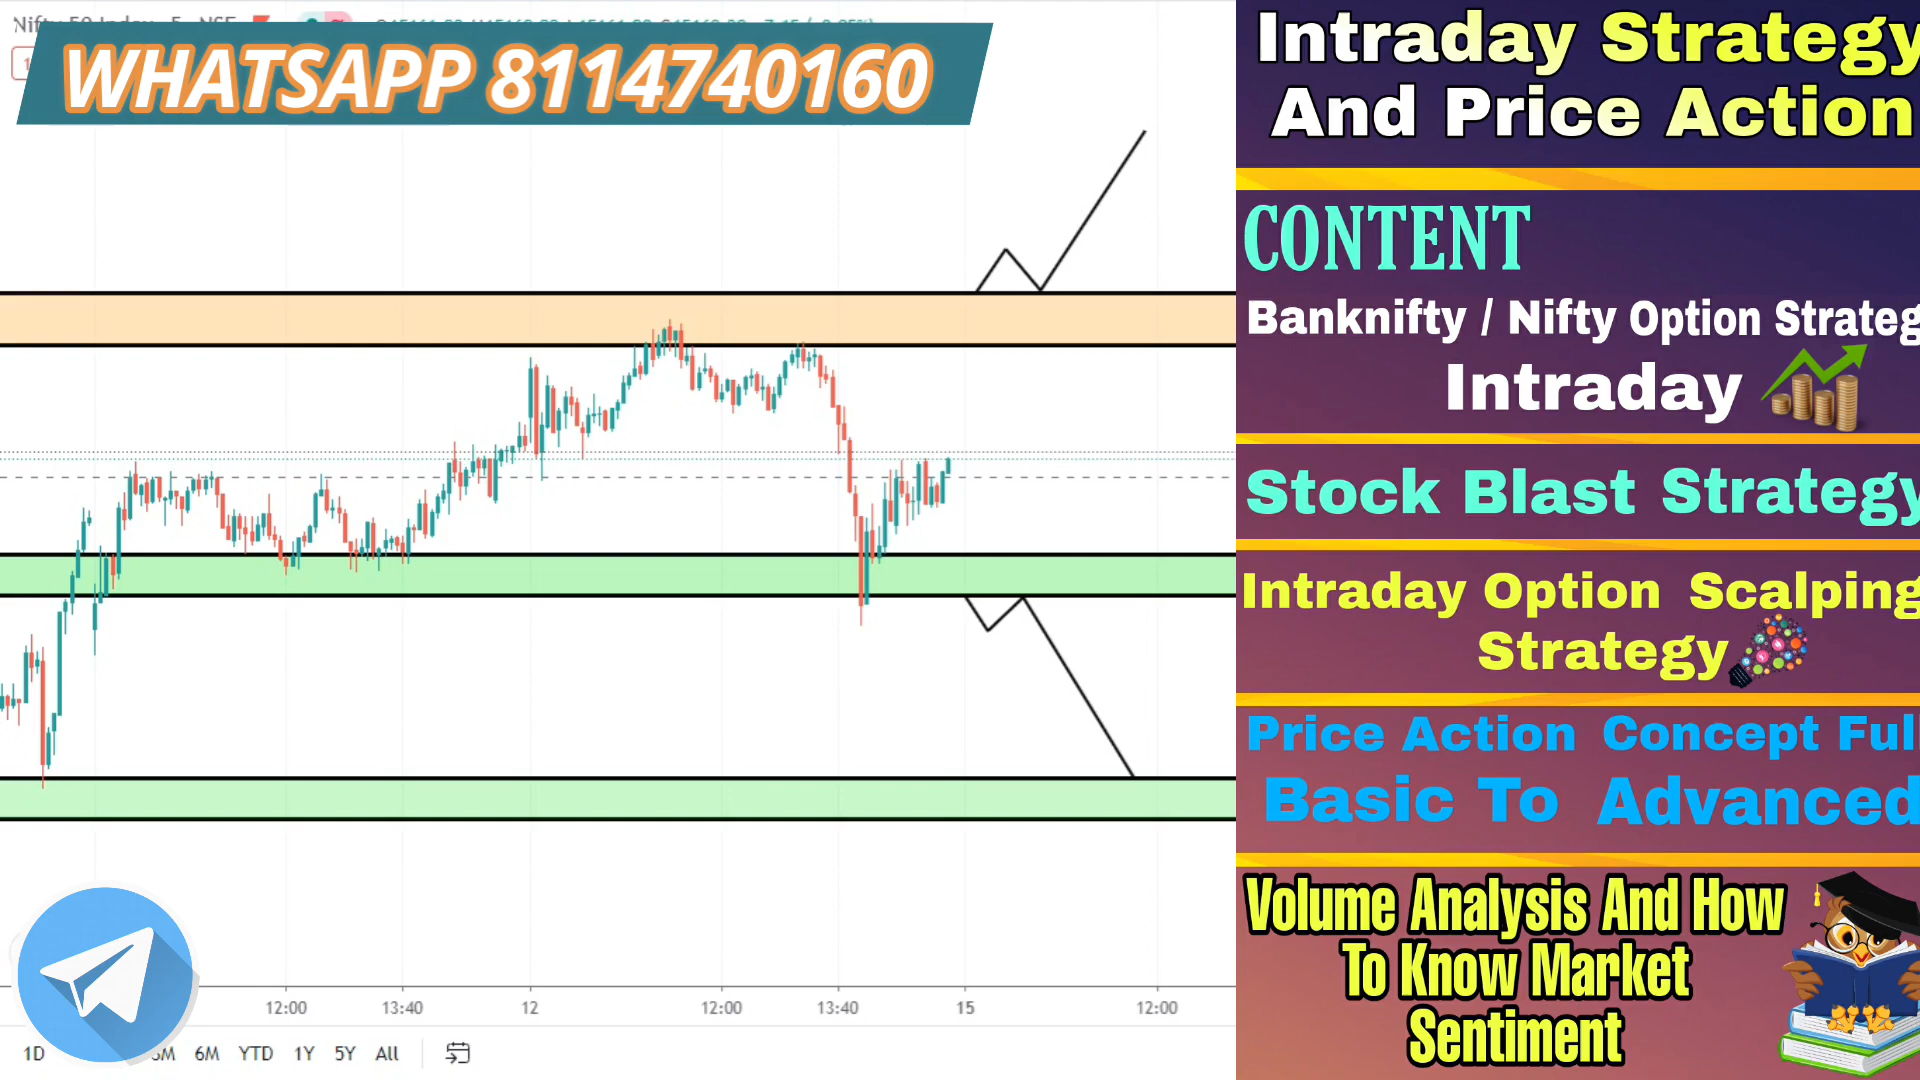 WHATSAPP 8114740160
Intraday Strategy
And Price Action
CONTENT
Banknifty / Nifty Option Strateg
Intraday
Stock Blast Strategy
Intraday Option Scalping
Strategy
Price Action Concept Full
Basic To Advanced
Volume Analysis And How
To Know Market
Sentiment
12:00 13:40 12 12:00 13:40 15 12:00
1D 6M YTD 1Y 5Y All